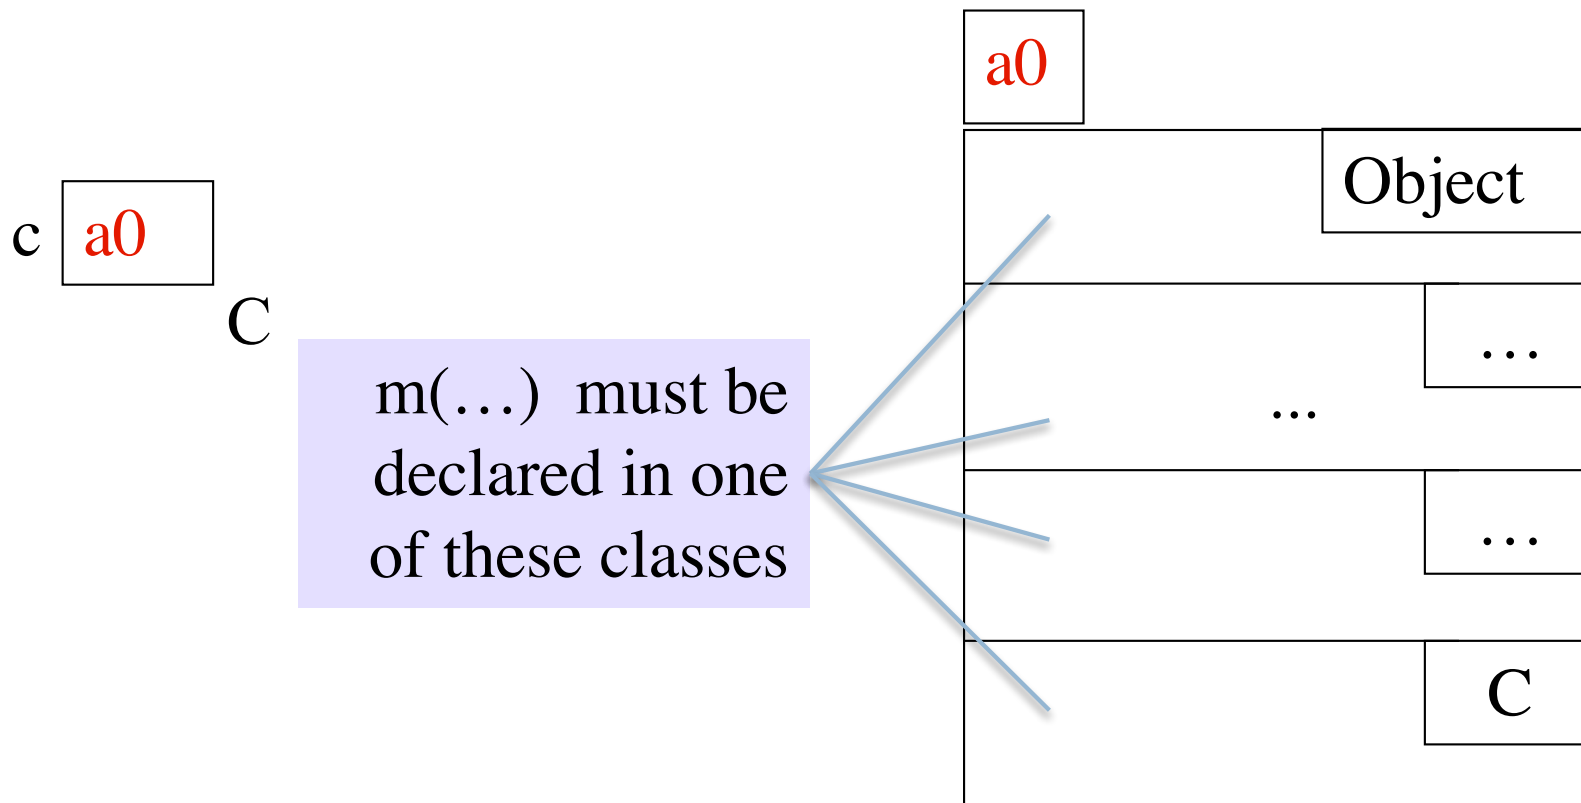 a0
Object
c a0
C
…
m(…) must be
...
declared in one
…
of these classes
C